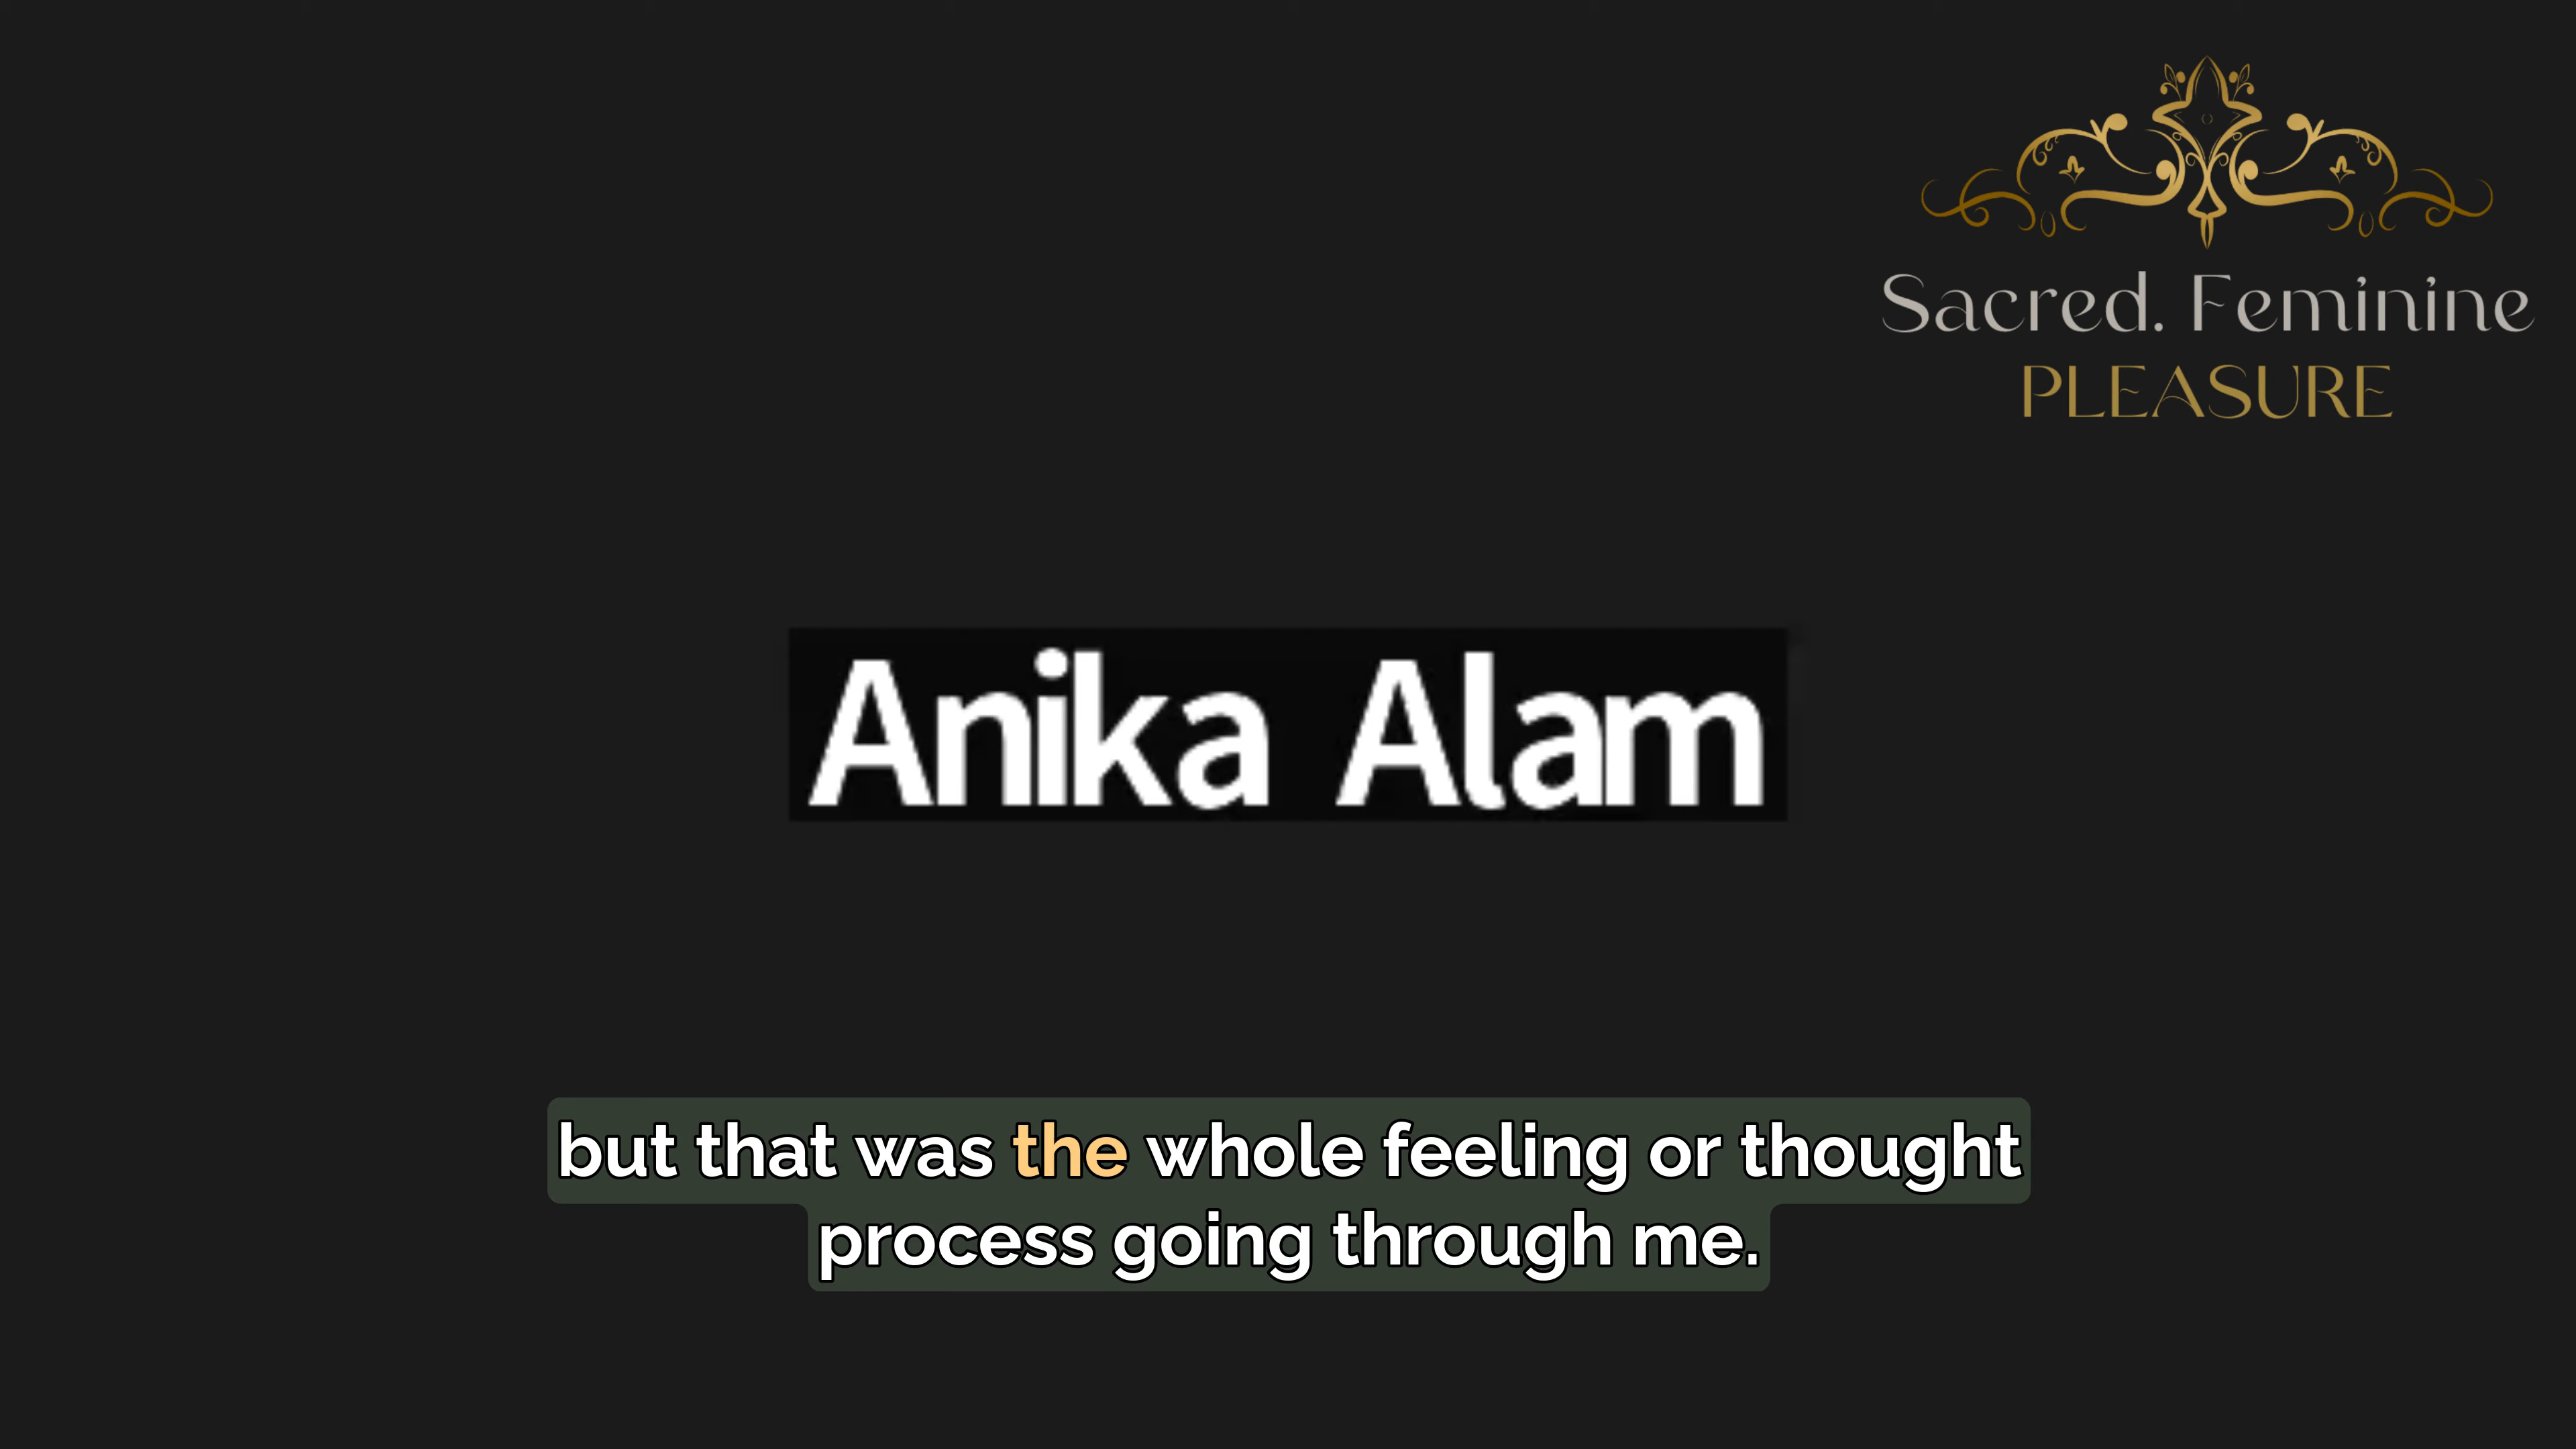 Sacred. Feminine
PLEASURE
Anika Alam
but that was the whole feeling or thought
process going through me.